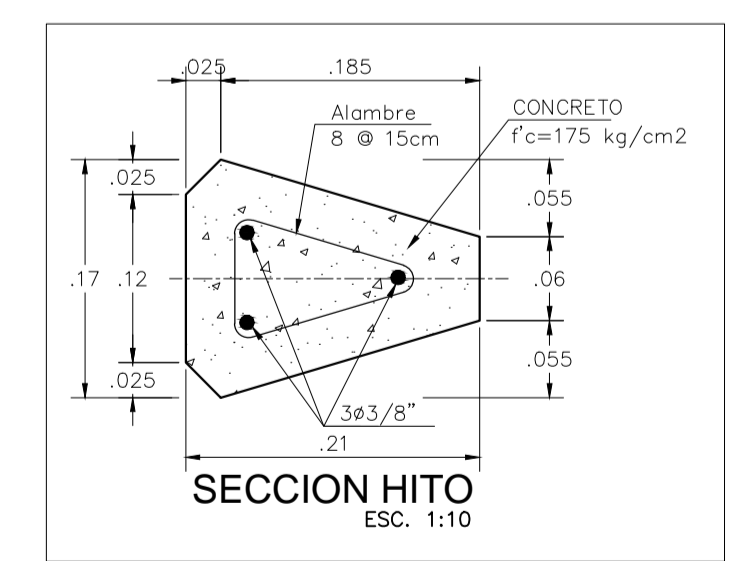 .025
.185
Alambre
8 @ 15cm
CONCRETO
f'c=175 kg/cm2
.025
.055
.17
.12
.06
.025
.055
3ø3/8”
.21
SECCION HITO
ESC. 1:10